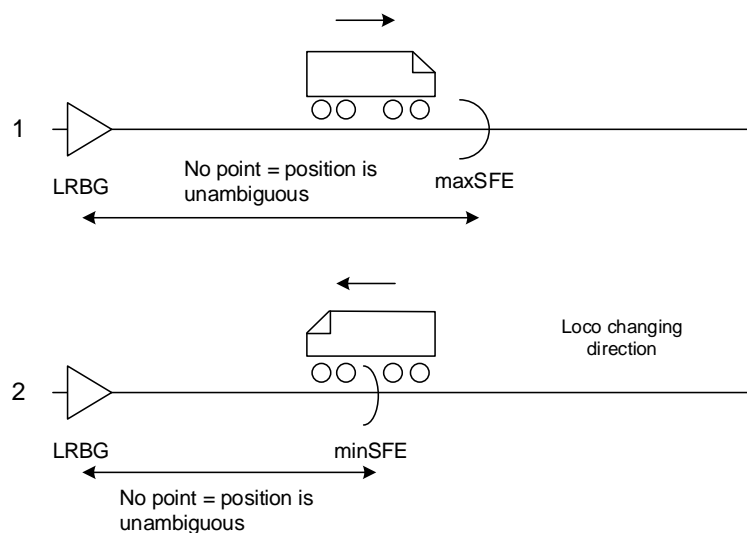 1
LRBG
No point = position is
unambiguous
maxSFE
2
Loco changing
direction
LRBG
minSFE
No point = position is
unambiguous